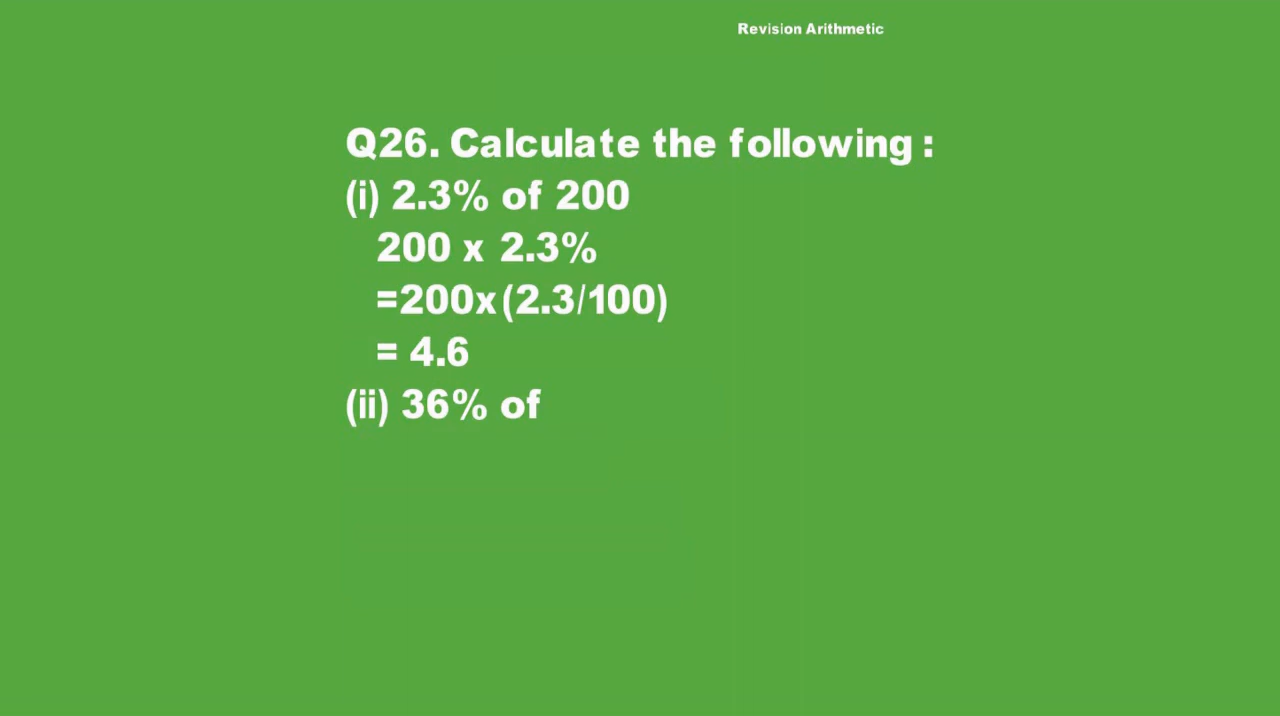 Revision Arithmetic
Q26. Calculate the following :
(i) 2.3% of 200
200 x 2.3%
=200x(2.3/100)
= 4.6
(ii) 36% of